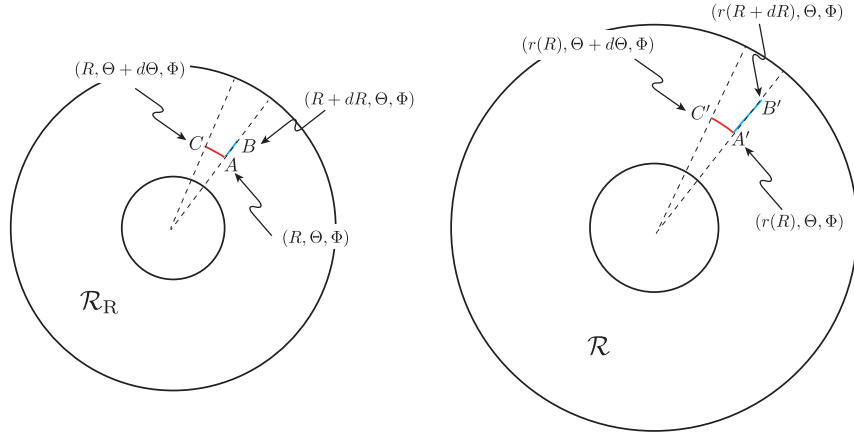 (R, Θ + dΘ, Φ)
(R + dR, Θ, Φ)
C
B
A
(R, Θ, Φ)
ℛ_R
(r(R + dR), Θ, Φ)
(r(R), Θ + dΘ, Φ)
C′
B′
A′
(r(R), Θ, Φ)
ℛ